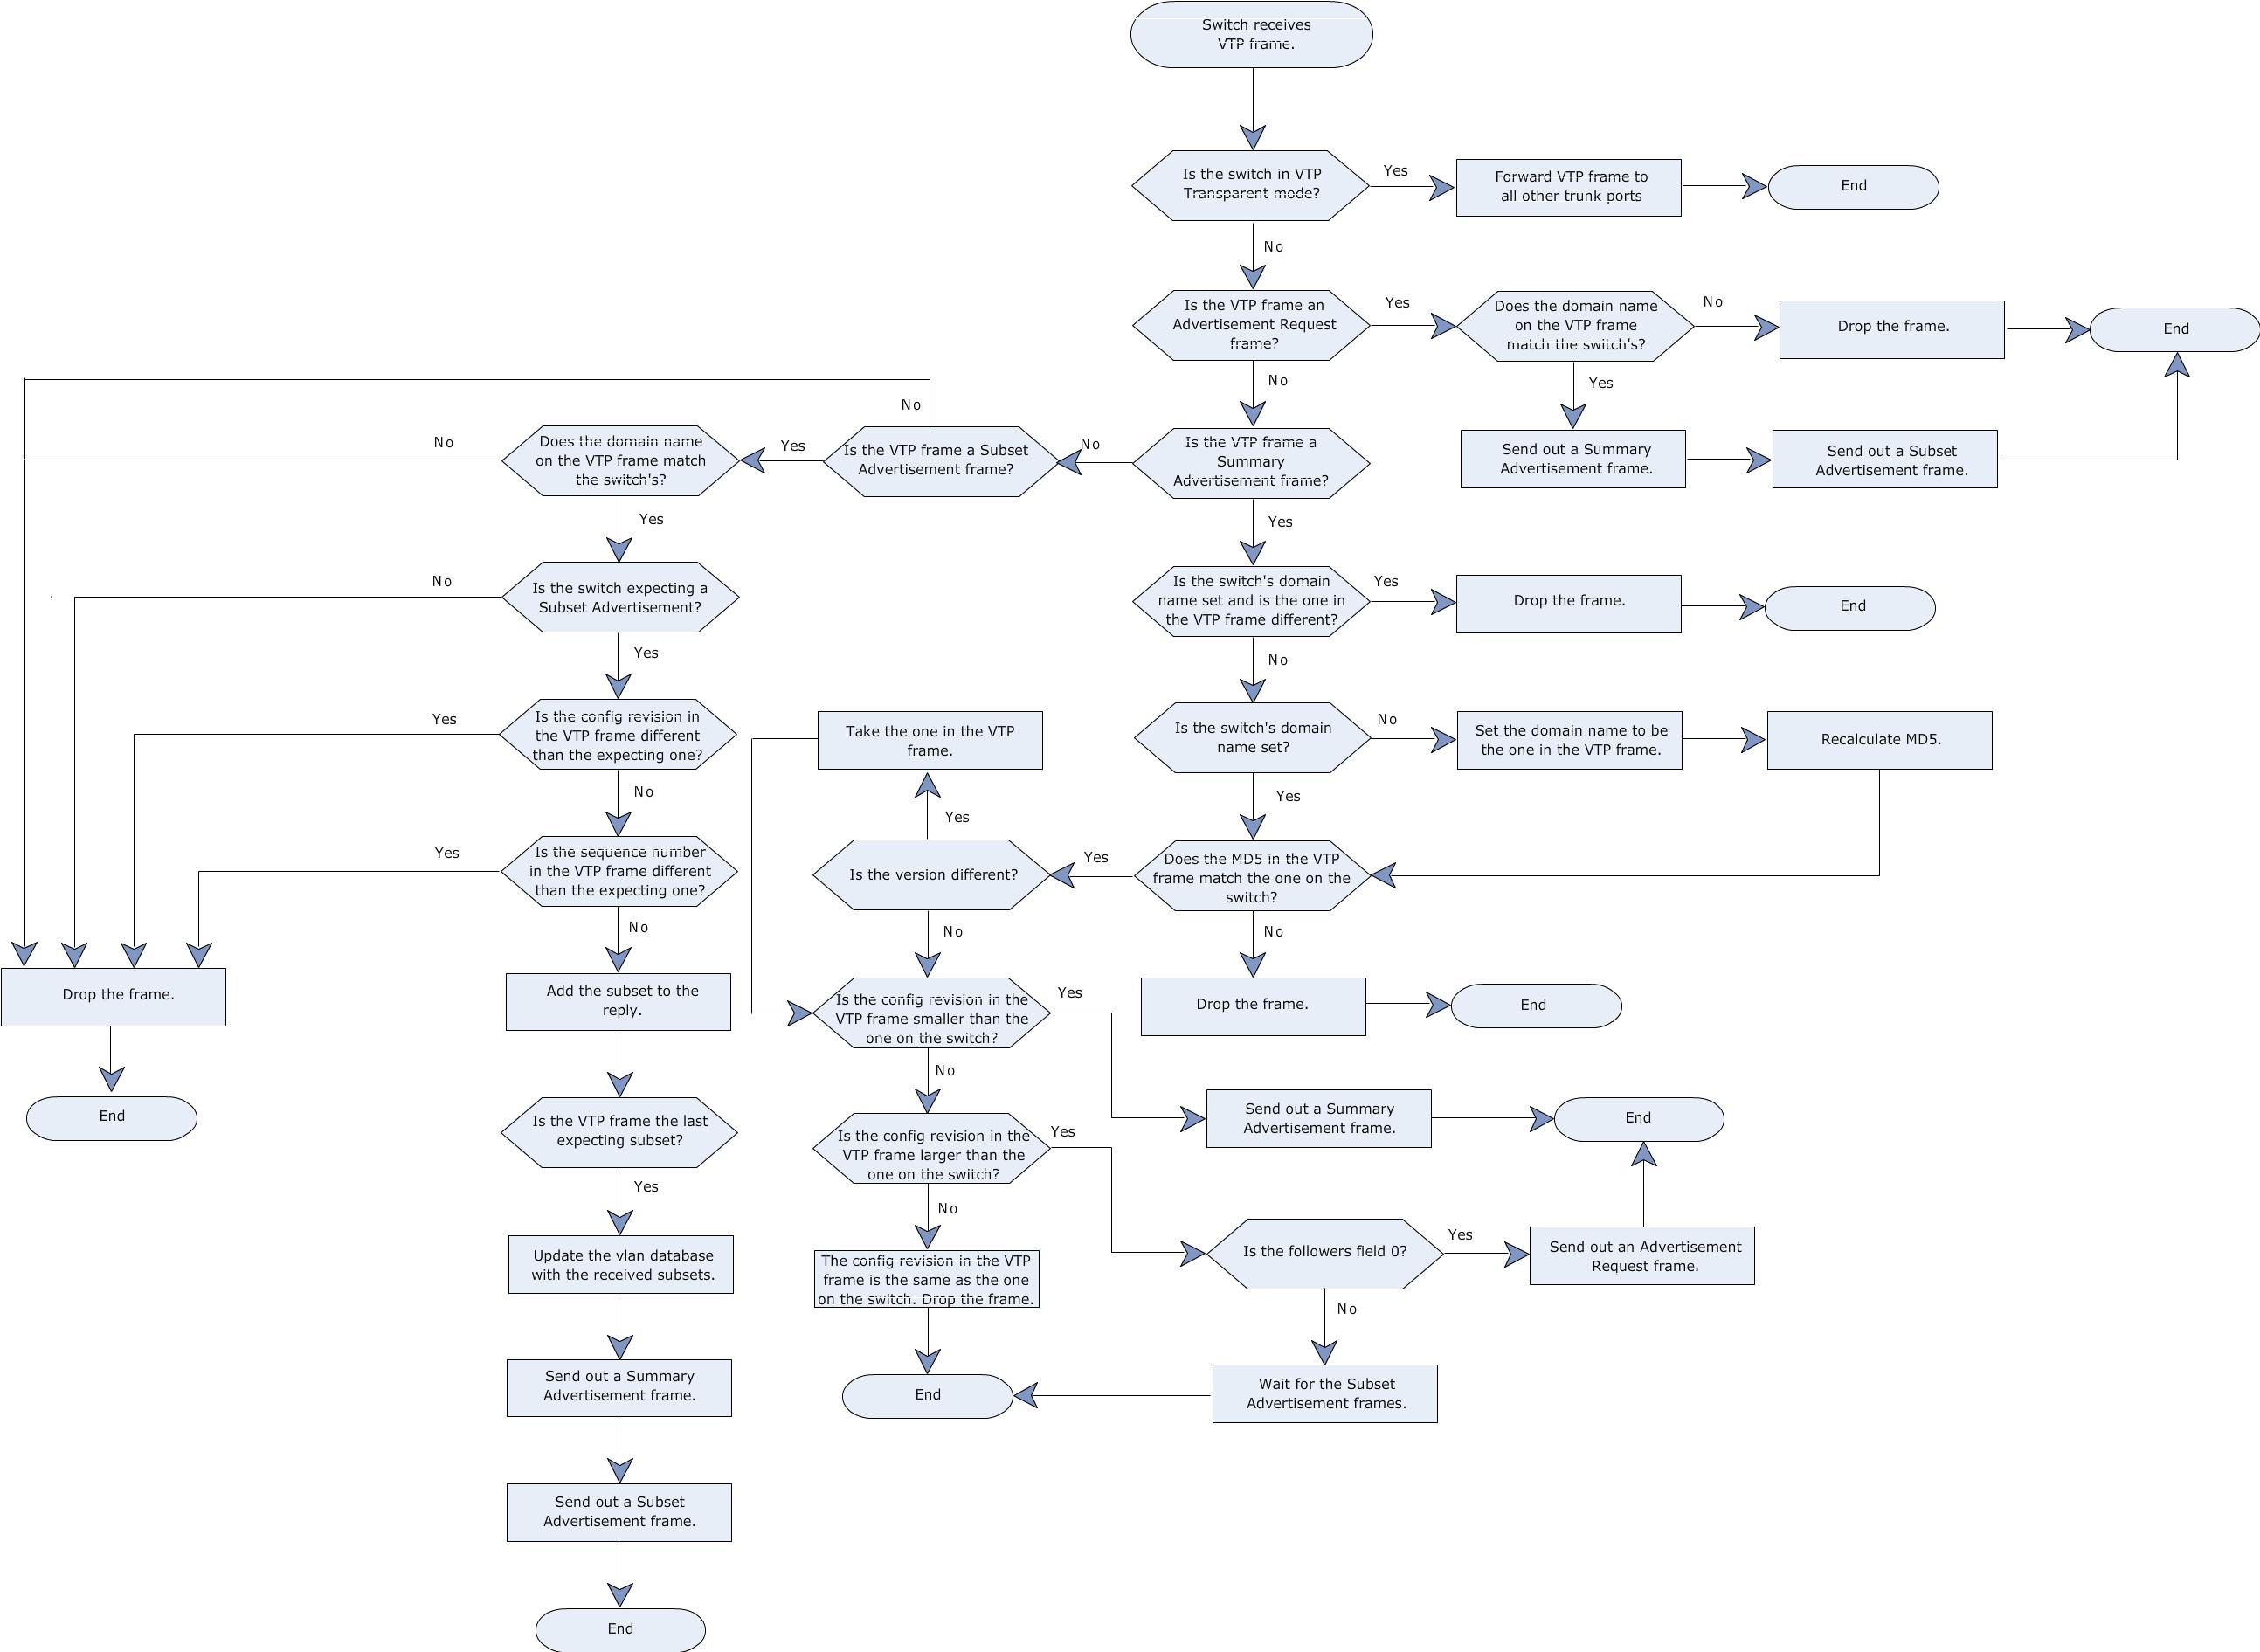 Switch receives
VTP frame.
Is the switch in VTP
Transparent mode?
Yes
Forward VTP frame to
all other trunk ports
End
No
Is the VTP frame an
Advertisement Request
frame?
Yes
Does the domain name
on the VTP frame
match the switch's?
No
Drop the frame.
End
No
Yes
Send out a Summary
Advertisement frame.
Send out a Subset
Advertisement frame.
Is the VTP frame a
Summary
Advertisement frame?
No
Is the VTP frame a Subset
Advertisement frame?
No
Yes
Does the domain name
on the VTP frame match
the switch's?
No
Yes
Is the switch expecting a
Subset Advertisement?
No
Yes
Is the config revision in
the VTP frame different
than the expecting one?
Yes
No
Is the sequence number
in the VTP frame different
than the expecting one?
Yes
No
Drop the frame.
End
Add the subset to the
reply.
Is the VTP frame the last
expecting subset?
Yes
Update the vlan database
with the received subsets.
Send out a Summary
Advertisement frame.
Send out a Subset
Advertisement frame.
End
Yes
Is the switch's domain
name set and is the one in
the VTP frame different?
Yes
Drop the frame.
End
No
Is the switch's domain
name set?
No
Set the domain name to be
the one in the VTP frame.
Recalculate MD5.
Yes
Does the MD5 in the VTP
frame match the one on the
switch?
No
Drop the frame.
End
Yes
Is the version different?
Yes
Take the one in the VTP
frame.
No
Is the config revision in the
VTP frame smaller than the
one on the switch?
Yes
Send out a Summary
Advertisement frame.
End
No
Is the config revision in the
VTP frame larger than the
one on the switch?
Yes
Is the followers field 0?
Yes
Send out an Advertisement
Request frame.
No
Wait for the Subset
Advertisement frames.
No
The config revision in the VTP
frame is the same as the one
on the switch. Drop the frame.
End